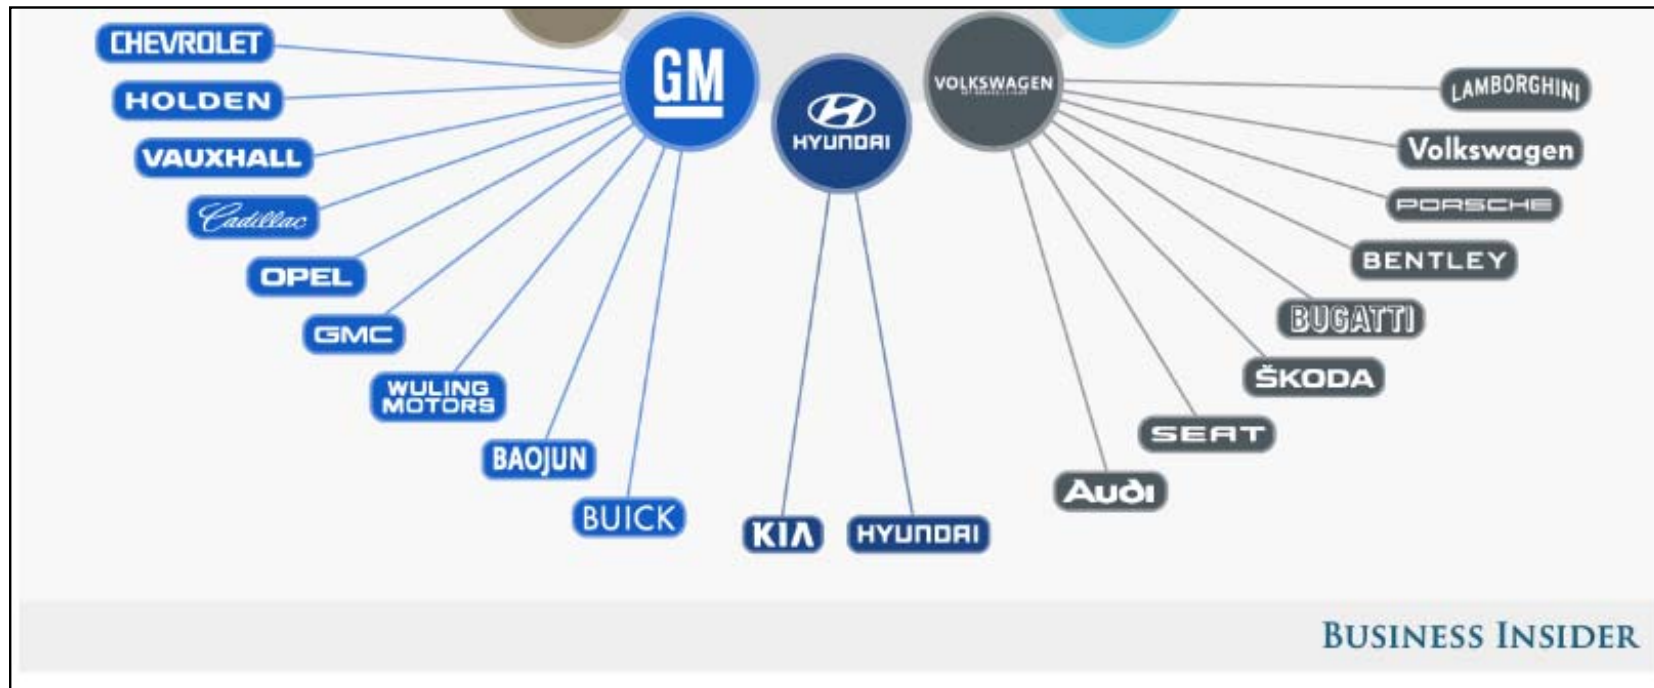 CHEVROLET
HOLDEN
VAUXHALL
Cadillac
OPEL
GMC
WULING
MOTORS
BAOJUN
BUICK
GM
HYUNDAI
VOLKSWAGEN
KIA
HYUNDAI
LAMBORGHINI
Volkswagen
PORSCHE
BENTLEY
BUGATTI
ŠKODA
SEAT
Audi
BUSINESS INSIDER